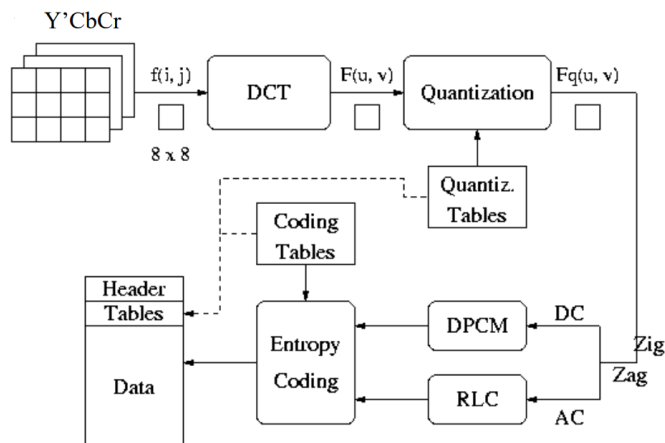 Y'CbCr
f(i, j)
DCT
F(u, v)
Quantization
Fq(u, v)
8 x 8
Quantiz.
Tables
Coding
Tables
Header
Tables
Data
Entropy
Coding
DPCM
DC
RLC
AC
Zig
Zag